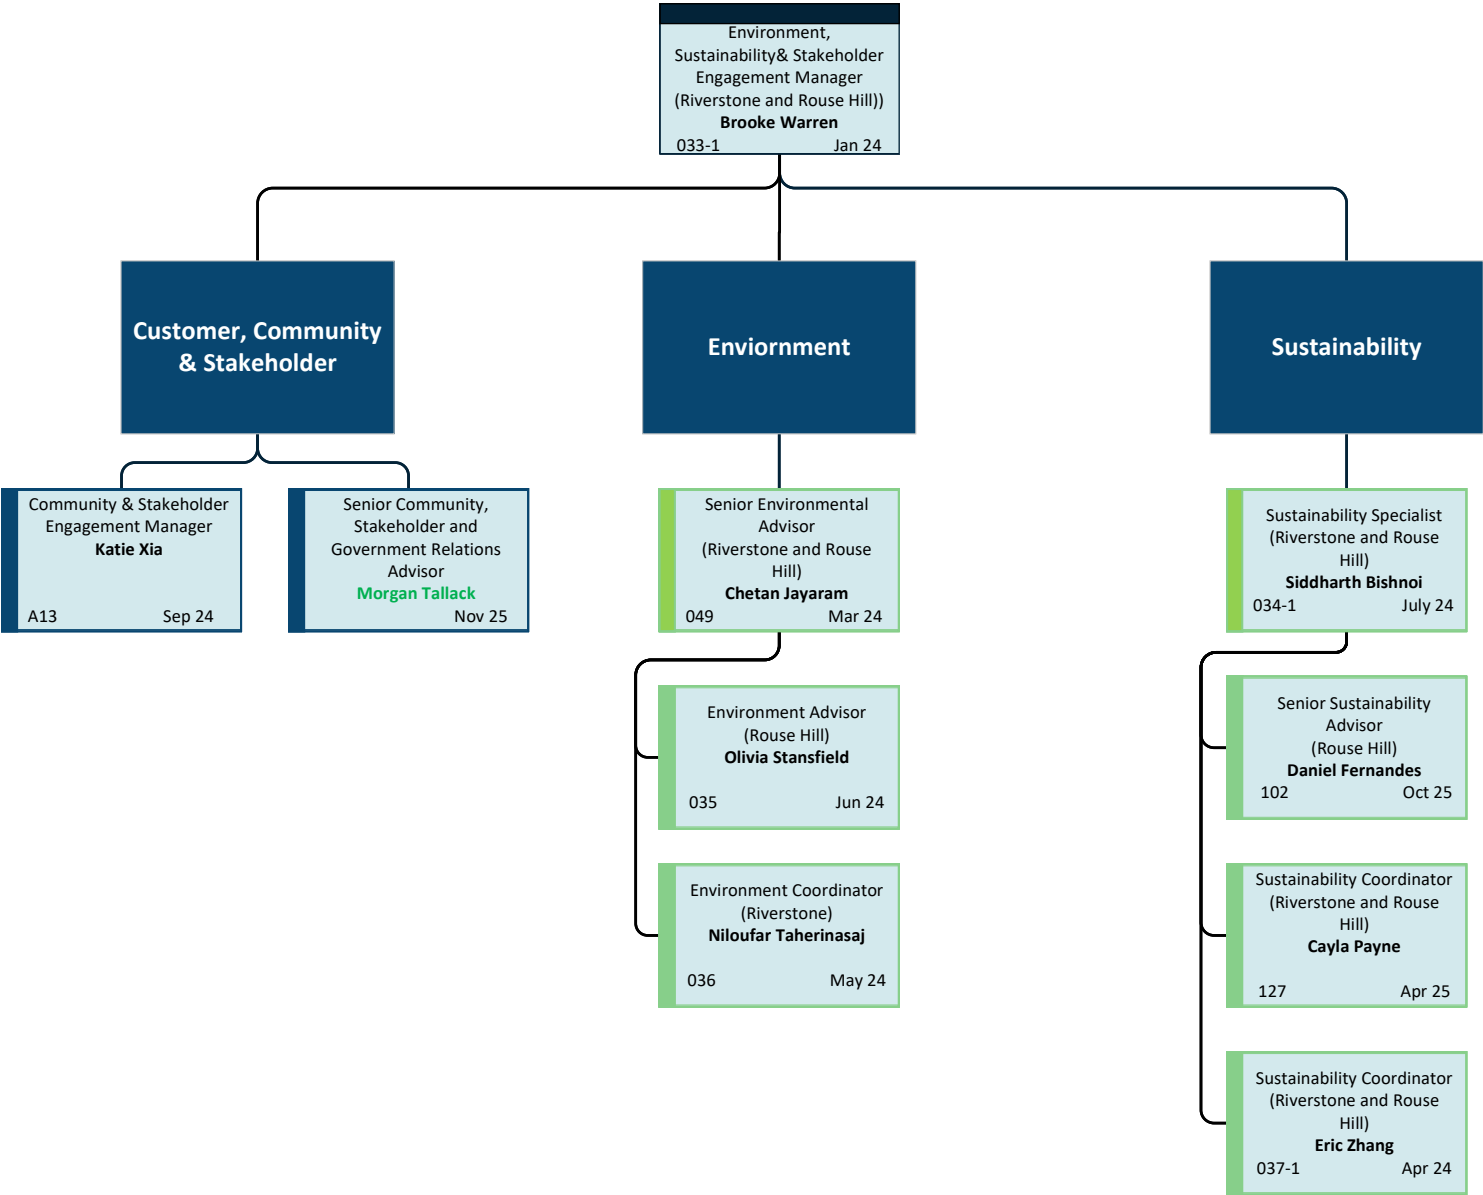 Environment,
Sustainability& Stakeholder
Engagement Manager
(Riverstone and Rouse Hill))
Brooke Warren
033-1 Jan 24
Customer, Community
& Stakeholder
Enviornment
Sustainability
Community & Stakeholder
Engagement Manager
Katie Xia
A13 Sep 24
Senior Community,
Stakeholder and
Government Relations
Advisor
Morgan Tallack
Nov 25
Senior Environmental
Advisor
(Riverstone and Rouse
Hill)
Chetan Jayaram
049 Mar 24
Environment Advisor
(Rouse Hill)
Olivia Stansfield
035 Jun 24
Environment Coordinator
(Riverstone)
Niloufar Taherinasaj
036 May 24
Sustainability Specialist
(Riverstone and Rouse
Hill)
Siddharth Bishnoi
034-1 July 24
Senior Sustainability
Advisor
(Rouse Hill)
Daniel Fernandes
102 Oct 25
Sustainability Coordinator
(Riverstone and Rouse
Hill)
Cayla Payne
127 Apr 25
Sustainability Coordinator
(Riverstone and Rouse
Hill)
Eric Zhang
037-1 Apr 24